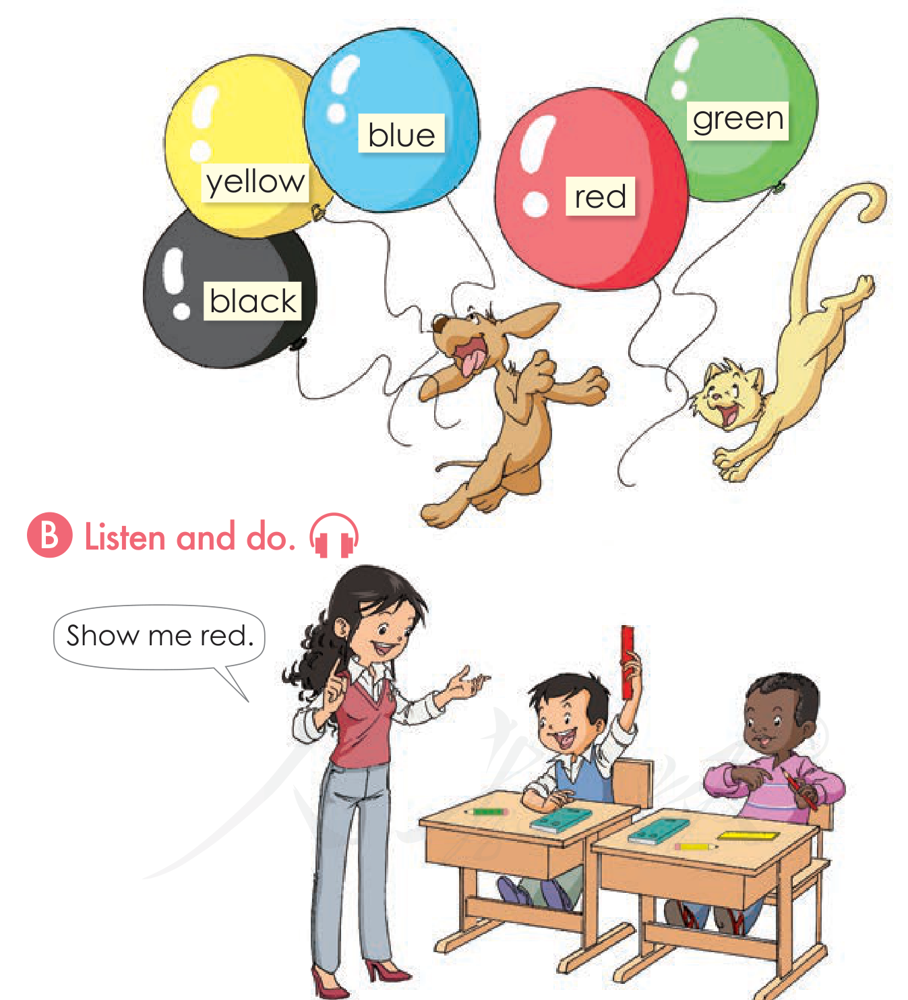 blue
green
yellow
red
black
B Listen and do.
Show me red.